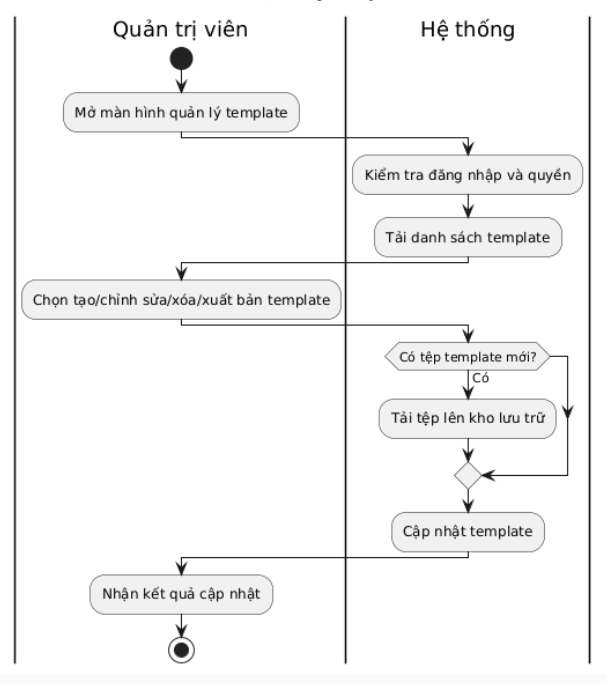 Quản trị viên
Hệ thống
Mở màn hình quản lý template
Kiểm tra đăng nhập và quyền
Tải danh sách template
Chọn tạo/chỉnh sửa/xóa/xuất bản template
Có tệp template mới?
Có
Tải tệp lên kho lưu trữ
Cập nhật template
Nhận kết quả cập nhật